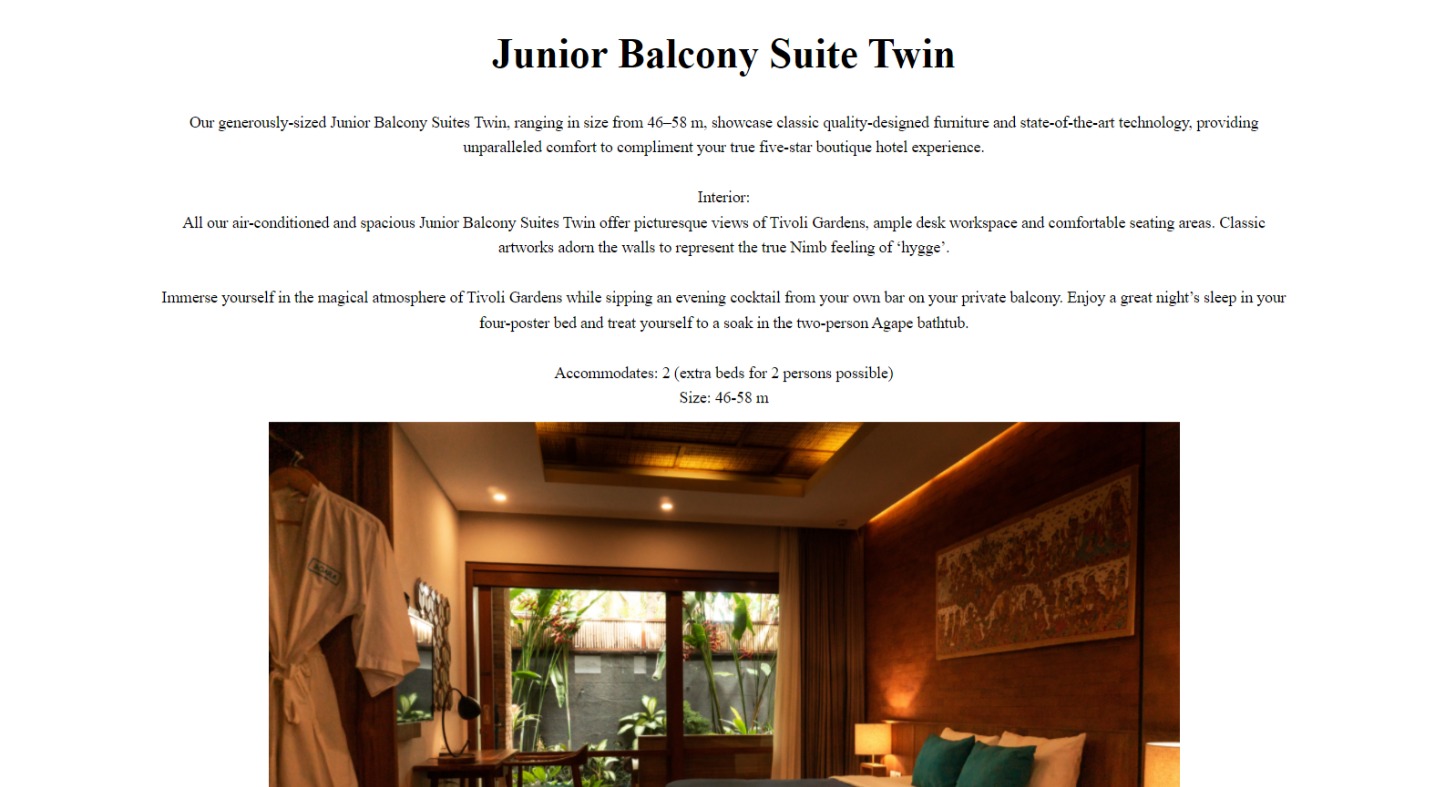 Junior Balcony Suite Twin
Our generously-sized Junior Balcony Suites Twin, ranging in size from 46–58 m, showcase classic quality-designed furniture and state-of-the-art technology, providing
unparalleled comfort to compliment your true five-star boutique hotel experience.
Interior:
All our air-conditioned and spacious Junior Balcony Suites Twin offer picturesque views of Tivoli Gardens, ample desk workspace and comfortable seating areas. Classic
artworks adorn the walls to represent the true Nimb feeling of ‘hygge’.
Immerse yourself in the magical atmosphere of Tivoli Gardens while sipping an evening cocktail from your own bar on your private balcony. Enjoy a great night’s sleep in your
four-poster bed and treat yourself to a soak in the two-person Agape bathtub.
Accommodates: 2 (extra beds for 2 persons possible)
Size: 46-58 m